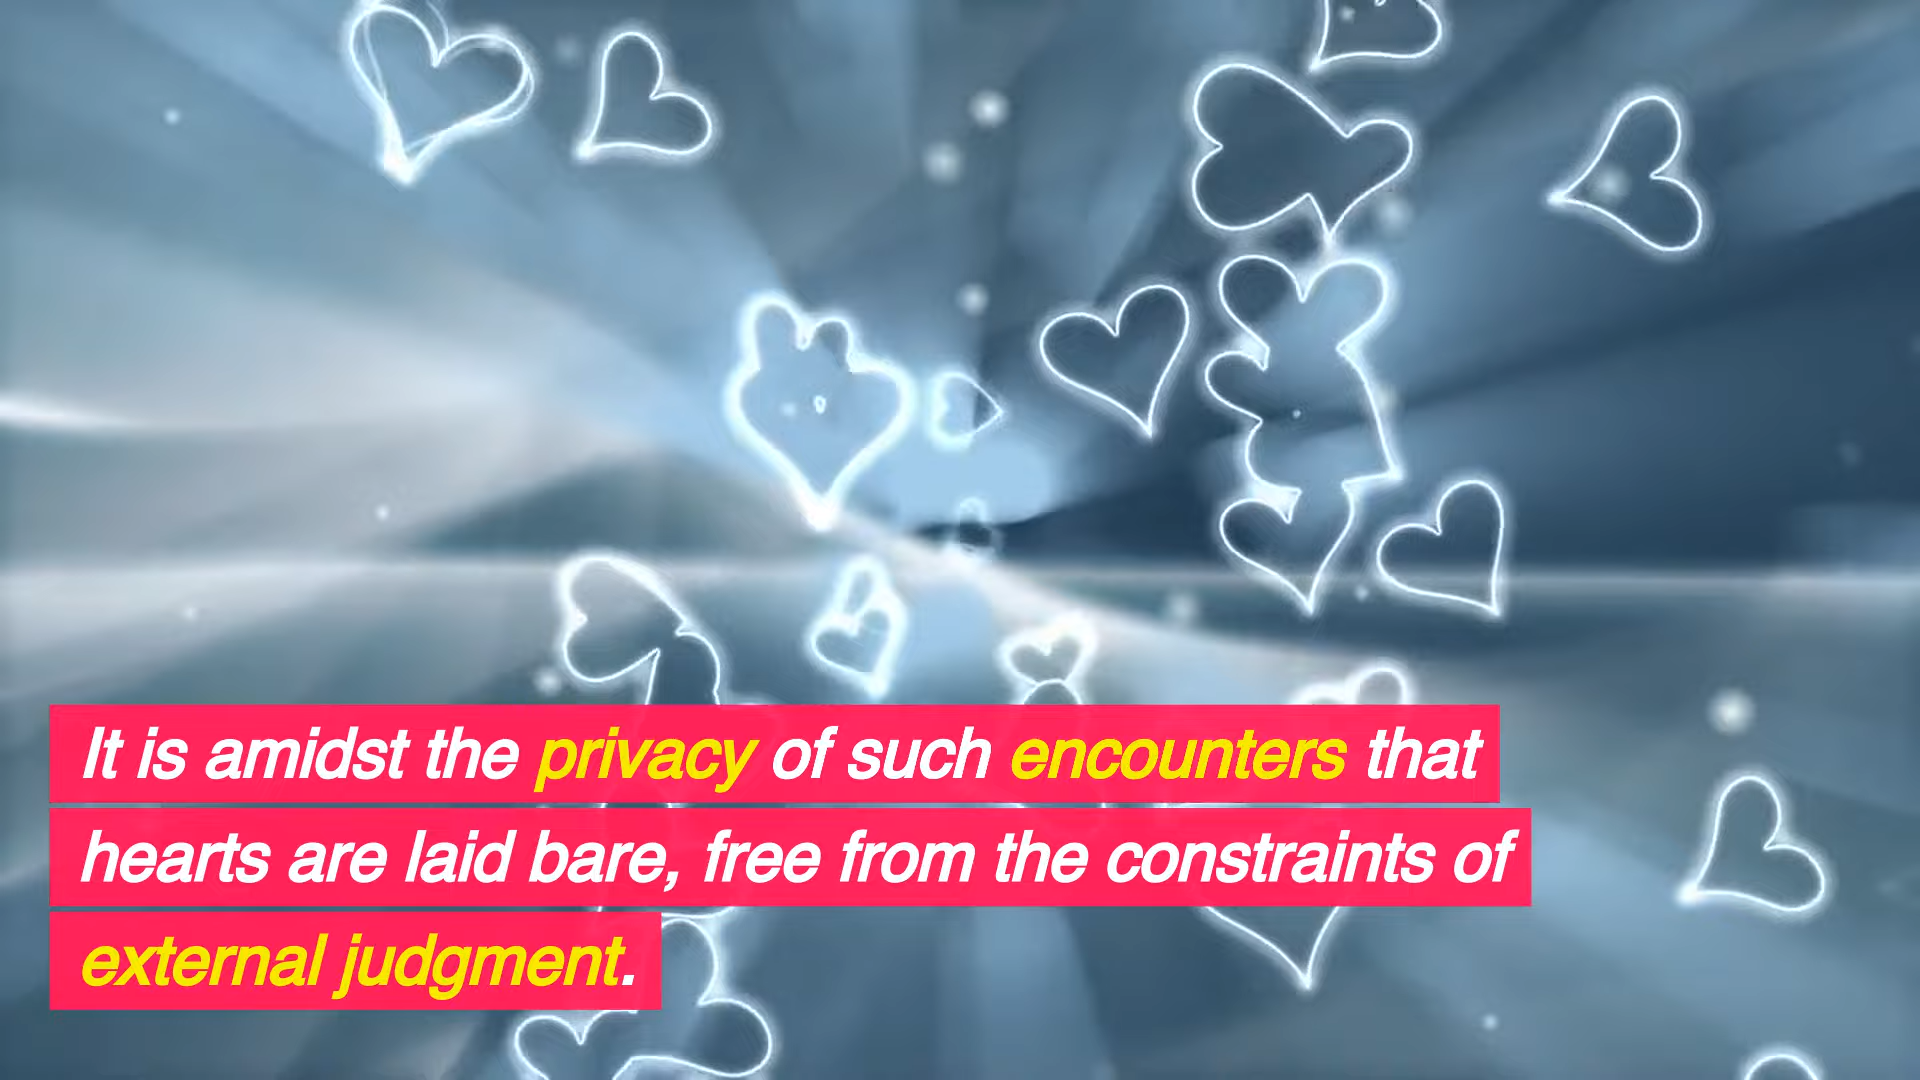 It is amidst the privacy of such encounters that
hearts are laid bare, free from the constraints of
external judgment.